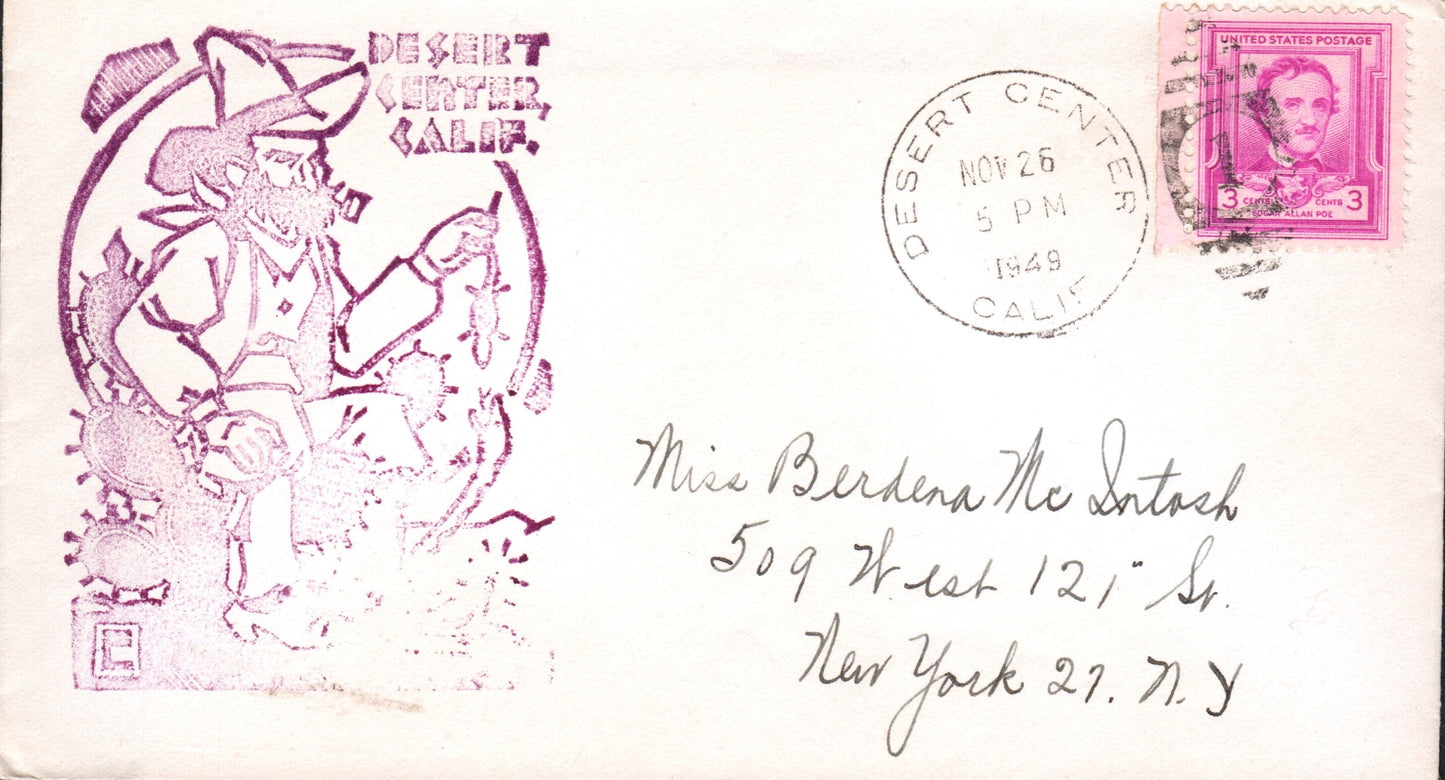 DESERT
CENTER,
CALIF.
DESERT CENTER
NOV 26
5 PM
1949
CALIF
UNITED STATES POSTAGE
3 CENTS CENTS 3
EDGAR ALLAN POE
Miss Berdena Mc Intosh
509 West 121" St.
New York 27. N.Y